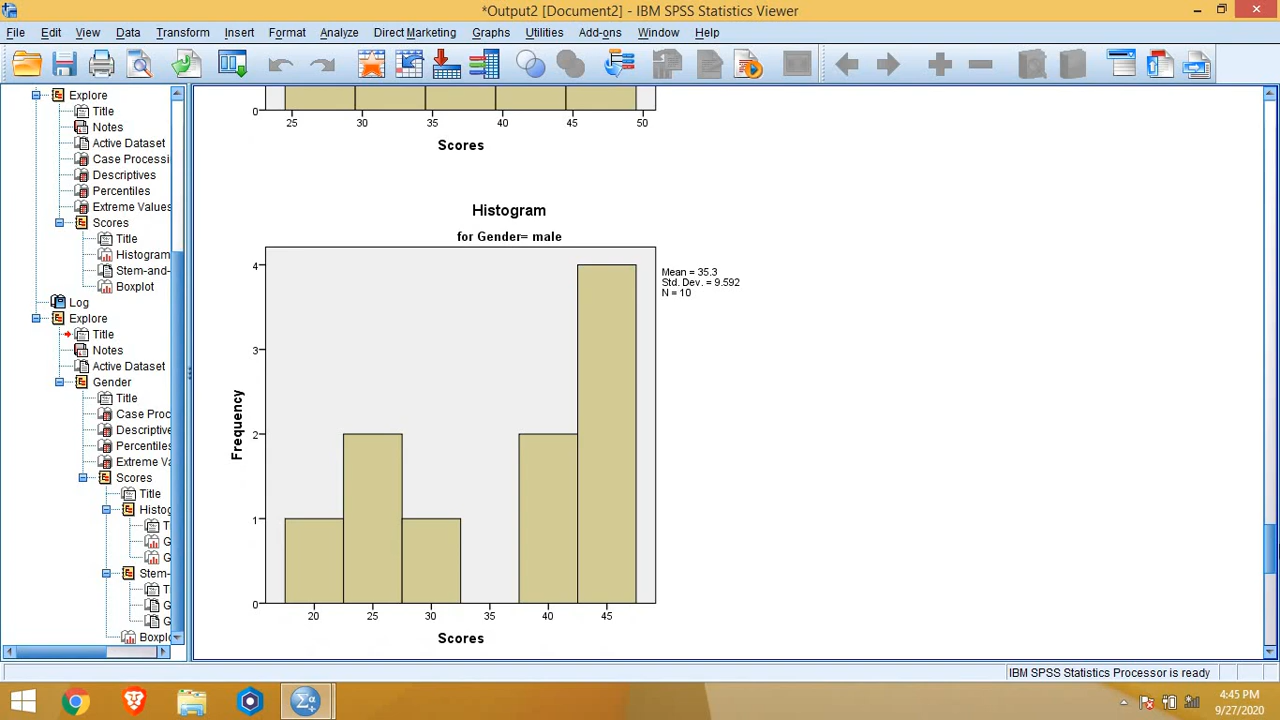 *Output2 [Document2] - IBM SPSS Statistics Viewer
File Edit View Data Transform Insert Format Analyze Direct Marketing Graphs Utilities Add-ons Window Help
Explore
Title
Notes
Active Dataset
Case Processi
Descriptives
Percentiles
Extreme Values
Scores
Title
Histogram
Stem-and-
Boxplot
Log
Explore
Title
Notes
Active Dataset
Gender
Title
Case Proc
Descriptive
Percentiles
Extreme Va
Scores
Title
Histog
T
G
G
Stem-
T
G
G
Boxplo
0
25 30 35 40 45 50
Scores
Histogram
for Gender= male
Mean = 35.3
Std. Dev. = 9.592
N = 10
Frequency
4
3
2
1
0
20 25 30 35 40 45
Scores
IBM SPSS Statistics Processor is ready
4:45 PM
9/27/2020